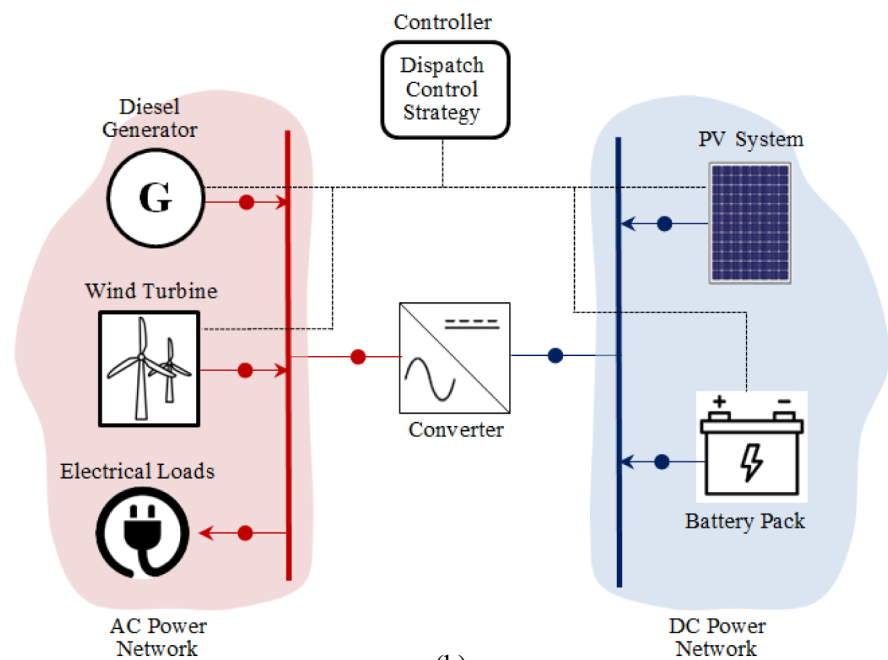 Controller
Dispatch
Control
Strategy
Diesel
Generator
G
PV System
Wind Turbine
Converter
Electrical Loads
+ −
Battery Pack
AC Power
Network
DC Power
Network
(b)